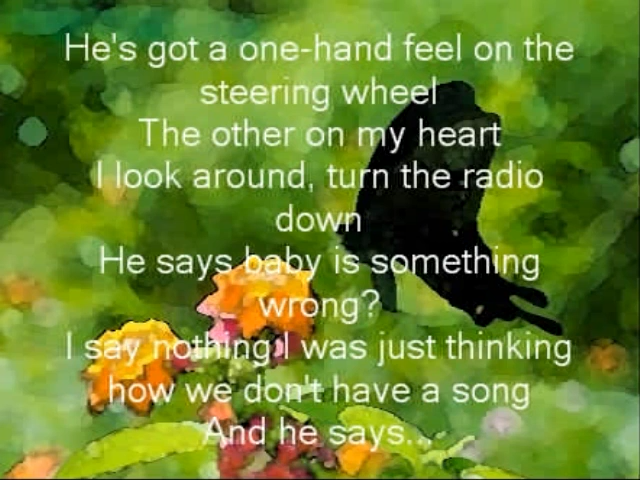 He's got a one-hand feel on the
steering wheel
The other on my heart
I look around, turn the radio
down
He says baby is something
wrong?
I say nothing I was just thinking
how we don't have a song
And he says...